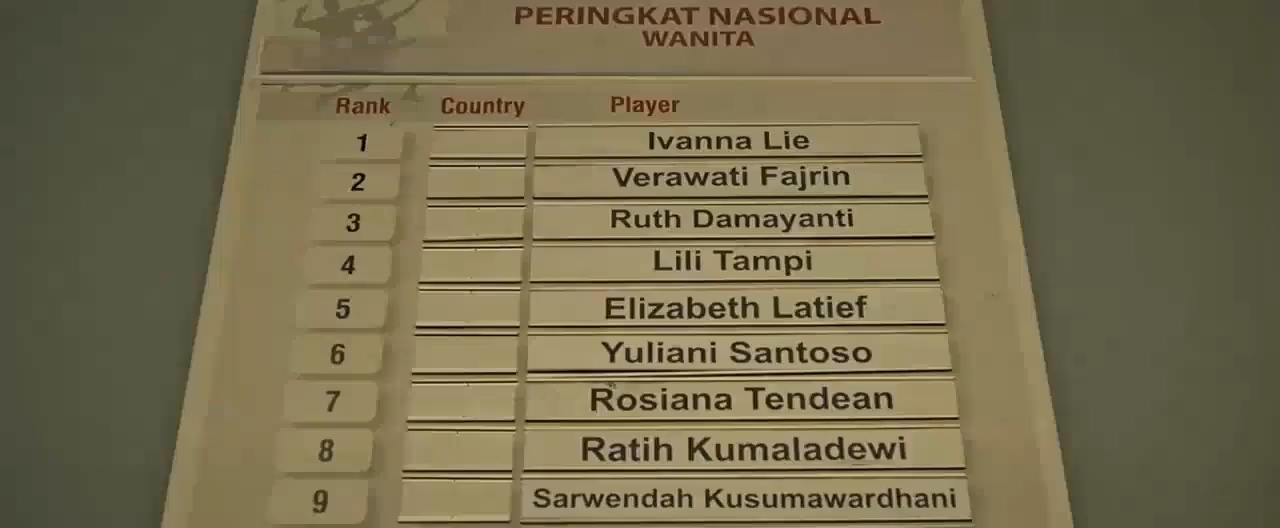 PERINGKAT NASIONAL
WANITA
Rank Country Player
1 Ivanna Lie
2 Verawati Fajrin
3 Ruth Damayanti
4 Lili Tampi
5 Elizabeth Latief
6 Yuliani Santoso
7 Rosiana Tendean
8 Ratih Kumaladewi
9 Sarwendah Kusumawardhani